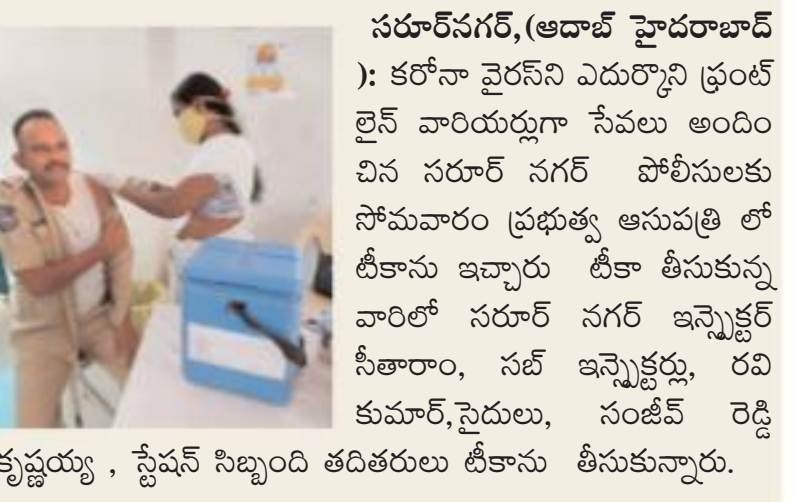 సరూర్‌నగర్,(ఆదాబ్ హైదరాబాద్
): కరోనా వైరస్‌ని ఎదుర్కొని ఫ్రంట్
లైన్ వారియర్లుగా సేవలు అందిం
చిన సరూర్ నగర్ పోలీసులకు
సోమవారం ప్రభుత్వ ఆసుపత్రి లో
టీకాను ఇచ్చారు టీకా తీసుకున్న
వారిలో సరూర్ నగర్ ఇన్స్పెక్టర్
సీతారాం, సబ్ ఇన్స్పెక్టర్లు, రవి
కుమార్,సైదులు, సంజీవ్ రెడ్డి
కృష్ణయ్య , స్టేషన్ సిబ్బంది తదితరులు టీకాను తీసుకున్నారు.